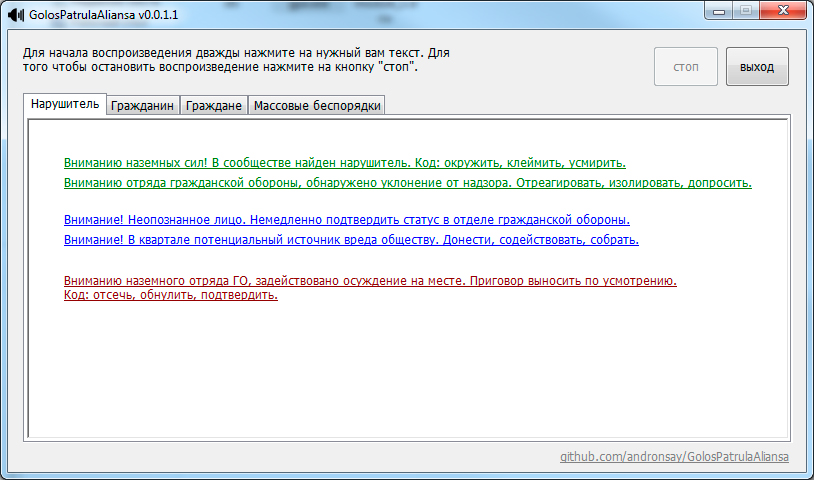 GolosPatrulaAliansa v0.0.1.1
Для начала воспроизведения дважды нажмите на нужный вам текст. Для
того чтобы остановить воспроизведение нажмите на кнопку "стоп".
стоп
выход
Нарушитель
Гражданин
Граждане
Массовые беспорядки
Вниманию наземных сил! В сообществе найден нарушитель. Код: окружить, клеймить, усмирить.
Вниманию отряда гражданской обороны, обнаружено уклонение от надзора. Отреагировать, изолировать, допросить.
Внимание! Неопознанное лицо. Немедленно подтвердить статус в отделе гражданской обороны.
Внимание! В квартале потенциальный источник вреда обществу. Донести, содействовать, собрать.
Вниманию наземного отряда ГО, задействовано осуждение на месте. Приговор выносить по усмотрению.
Код: отсечь, обнулить, подтвердить.
github.com/andronsay/GolosPatrulaAliansa